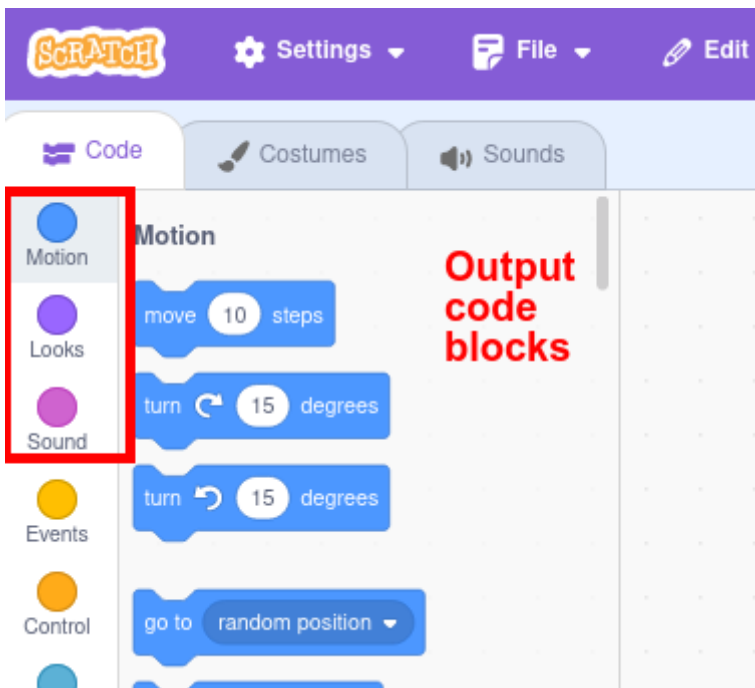 SCRATCH Settings File Edit
Code Costumes Sounds
Motion
Looks
Sound
Events
Control
Motion
move 10 steps
turn 15 degrees
turn 15 degrees
go to random position
Output
code
blocks